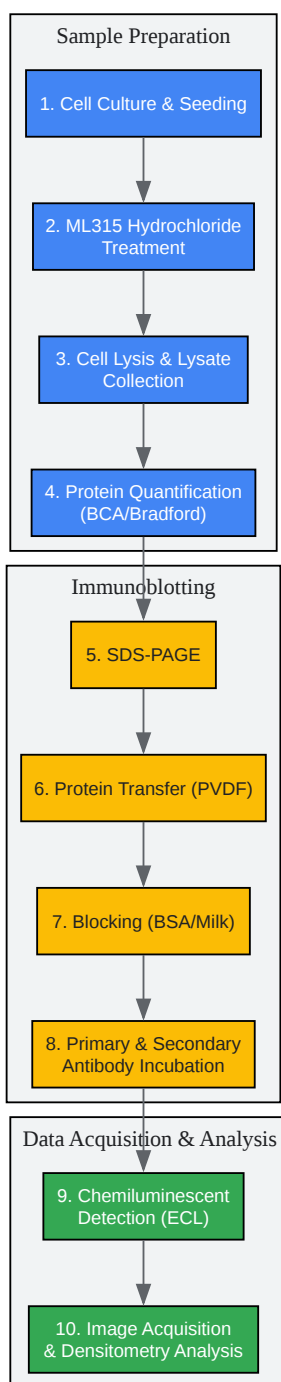 Sample Preparation
1. Cell Culture & Seeding
2. ML315 Hydrochloride
Treatment
3. Cell Lysis & Lysate
Collection
4. Protein Quantification
(BCA/Bradford)
Immunoblotting
5. SDS-PAGE
6. Protein Transfer (PVDF)
7. Blocking (BSA/Milk)
8. Primary & Secondary
Antibody Incubation
Data Acquisition & Analysis
9. Chemiluminescent
Detection (ECL)
10. Image Acquisition
& Densitometry Analysis